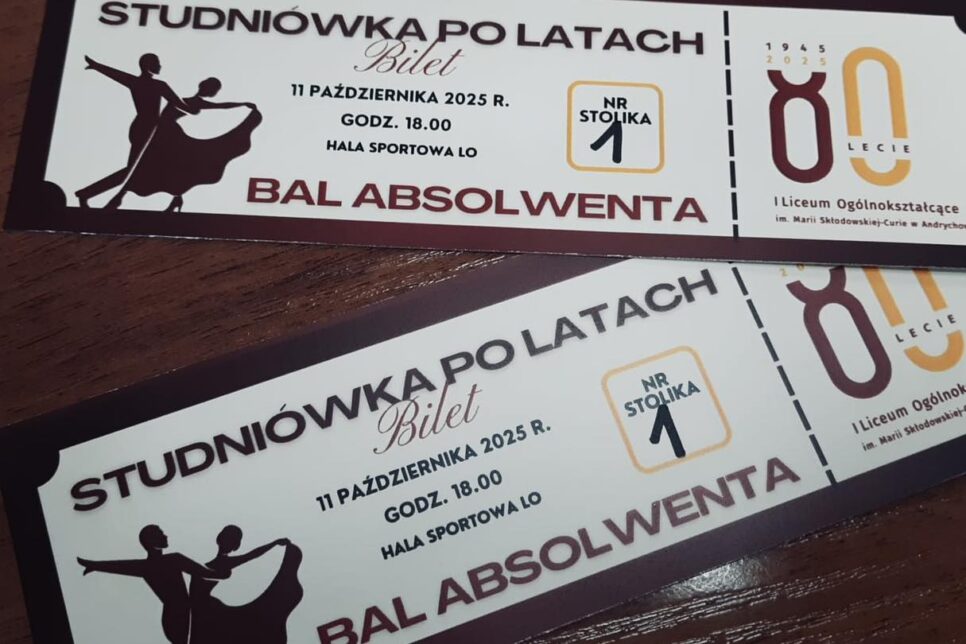 STUDNIÓWKA PO LATACH
Bilet
11 PAŹDZIERNIKA 2025 R.
GODZ. 18.00
HALA SPORTOWA LO
NR
STOLIKA
1
BAL ABSOLWENTA
1945
2025
80
LECIE
I Liceum Ogólnokształcące
im. Marii Skłodowskiej-Curie w Andrycho
STUDNIÓWKA PO LATACH
Bilet
11 PAŹDZIERNIKA 2025 R.
GODZ. 18.00
HALA SPORTOWA LO
NR
STOLIKA
1
BAL ABSOLWENTA
80
LECIE
I Liceum Ogólnok
im. Marii Skłodowskiej-C